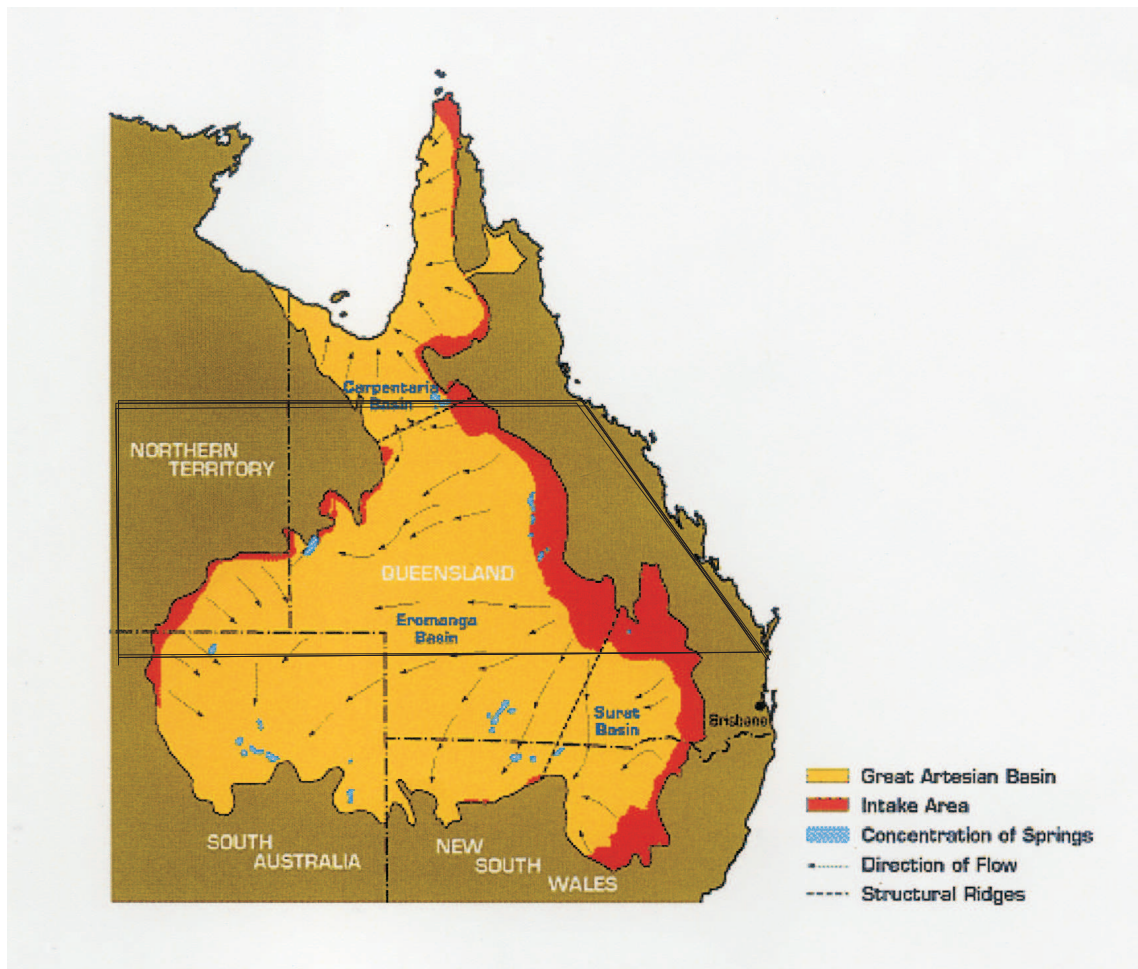 Carpentaria
Basin
NORTHERN
TERRITORY
QUEENSLAND
Eromanga
Basin
Surat
Basin
Brisbane
SOUTH
AUSTRALIA
NEW
SOUTH
WALES
Great Artesian Basin
Intake Area
Concentration of Springs
Direction of Flow
Structural Ridges